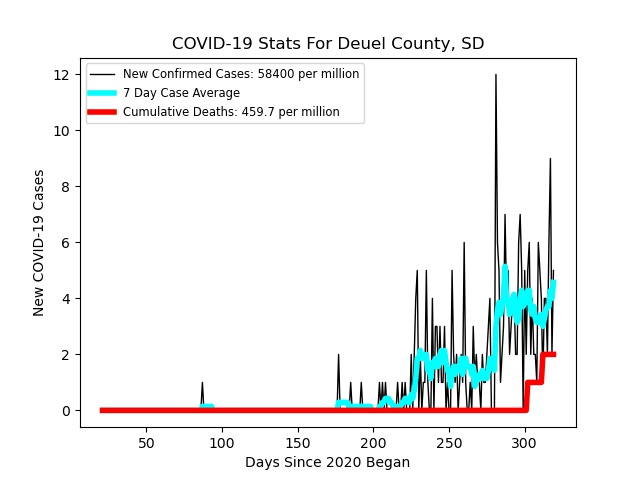 COVID-19 Stats For Deuel County, SD
New Confirmed Cases: 58400 per million
7 Day Case Average
Cumulative Deaths: 459.7 per million
New COVID-19 Cases
12
10
8
6
4
2
0
50 100 150 200 250 300
Days Since 2020 Began